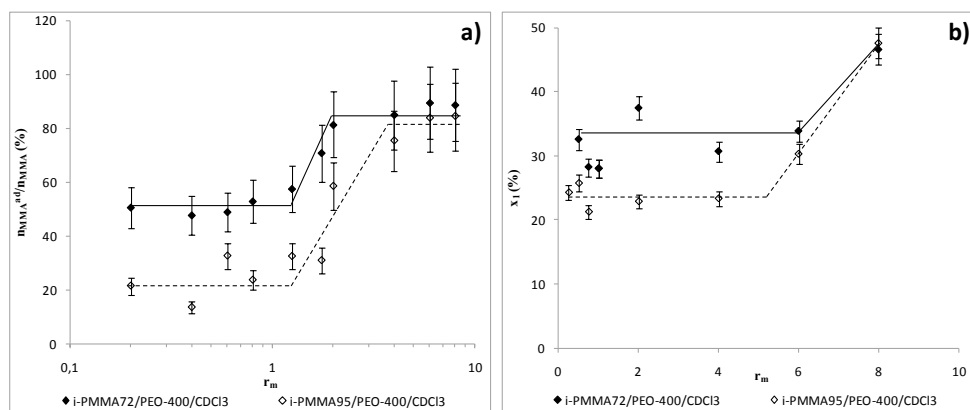 a)
120
100
80
60
40
20
0
n_MMA^ad/n_MMA (%)
0,1
1
10
r_m
◆ i-PMMA72/PEO-400/CDCl3 ◇ i-PMMA95/PEO-400/CDCl3
b)
50
40
30
20
10
0
x_1 (%)
0 2 4 6 8 10
r_m
◆ i-PMMA72/PEO-400/CDCl3 ◇ i-PMMA95/PEO-400/CDCl3